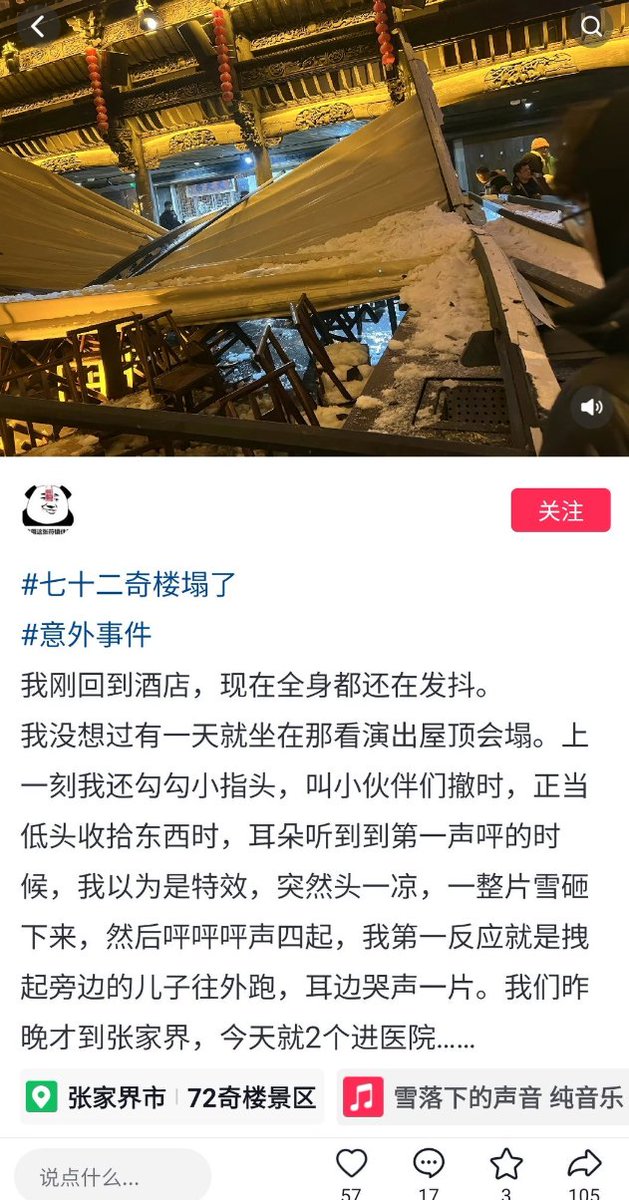 关注
#七十二奇楼塌了
#意外事件
我刚回到酒店，现在全身都还在发抖。
我没想过有一天就坐在那看演出屋顶会塌。上
一刻我还勾勾小指头，叫小伙伴们撤时，正当
低头收拾东西时，耳朵听到到第一声呯的时
候，我以为是特效，突然头一凉，一整片雪砸
下来，然后呯呯呯声四起，我第一反应就是拽
起旁边的儿子往外跑，耳边哭声一片。我们昨
晚才到张家界，今天就2个进医院……
张家界市 72奇楼景区
雪落下的声音 纯音乐
说点什么...
57
17
3
105